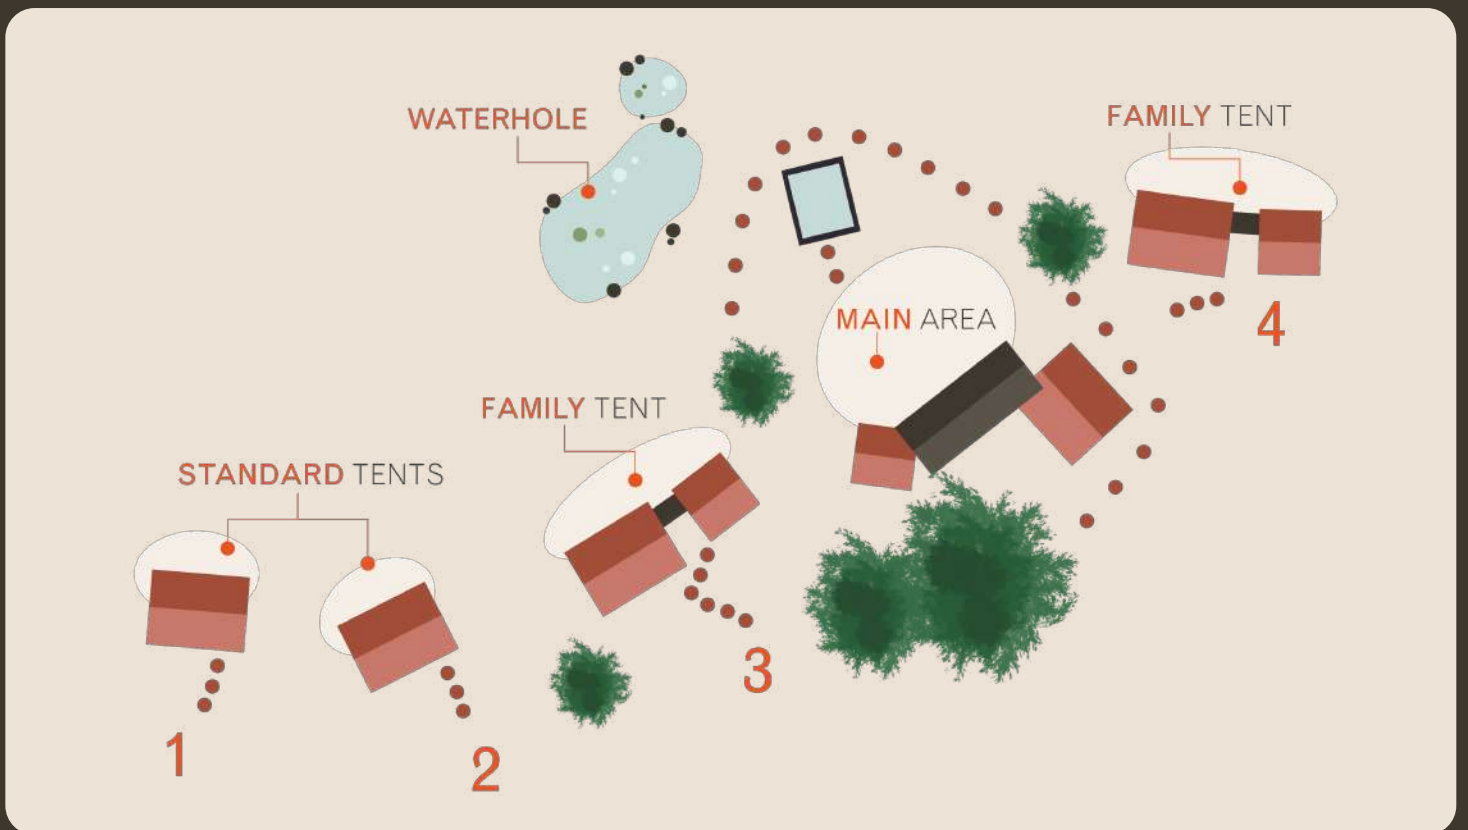 WATERHOLE
FAMILY TENT
MAIN AREA
4
FAMILY TENT
STANDARD TENTS
3
1
2